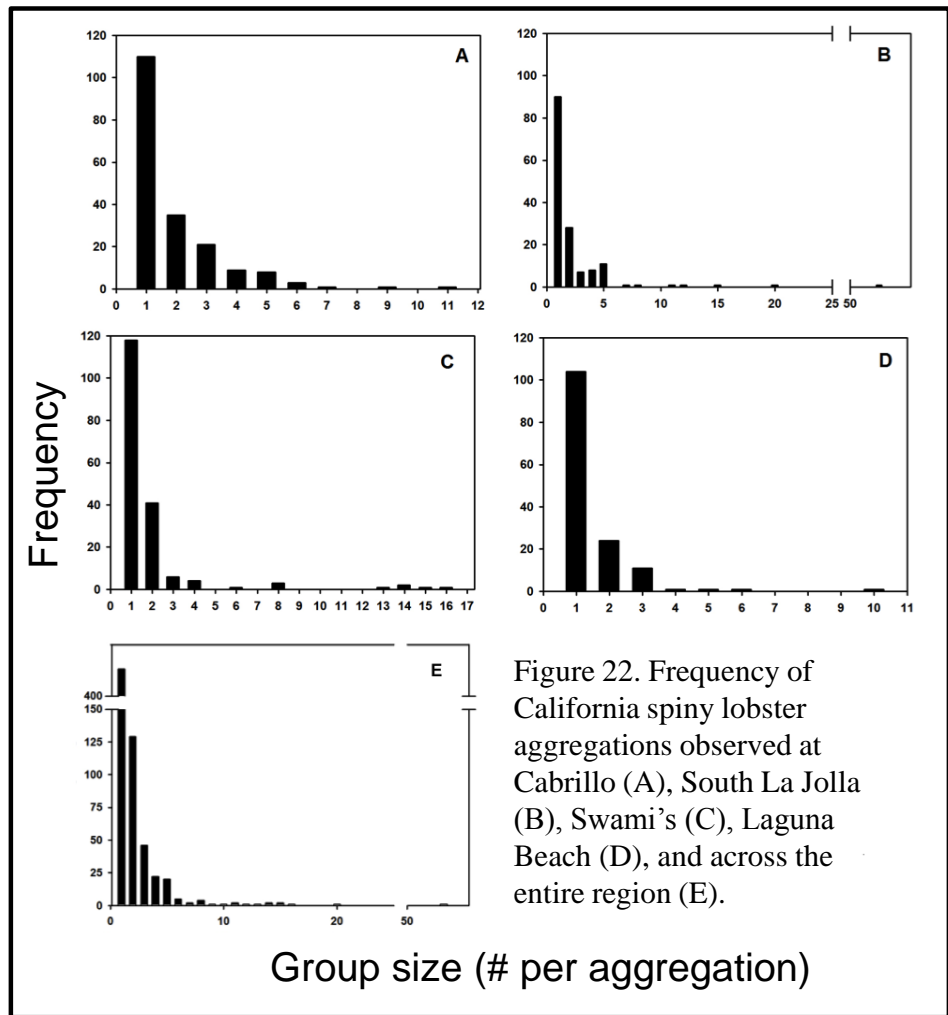 A
120
100
80
60
40
20
0
0 1 2 3 4 5 6 7 8 9 10 11 12
B
120
100
80
60
40
20
0
0 5 10 15 20 25 50
C
120
100
80
60
40
20
0
0 1 2 3 4 5 6 7 8 9 10 11 12 13 14 15 16 17
D
120
100
80
60
40
20
0
0 1 2 3 4 5 6 7 8 9 10 11
Frequency
E
400
150
125
100
75
50
25
0
0 10 20 50
Figure 22. Frequency of
California spiny lobster
aggregations observed at
Cabrillo (A), South La Jolla
(B), Swami’s (C), Laguna
Beach (D), and across the
entire region (E).
Group size (# per aggregation)